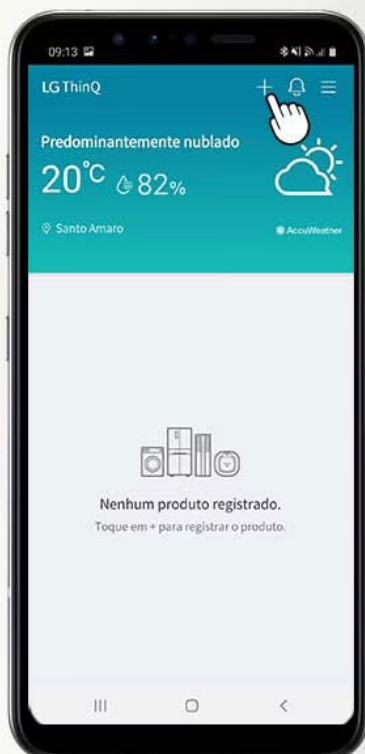 09:13
LG ThinQ
Predominantemente nublado
20°C 82%
Santo Amaro
AccuWeather
Nenhum produto registrado.
Toque em + para registrar o produto.